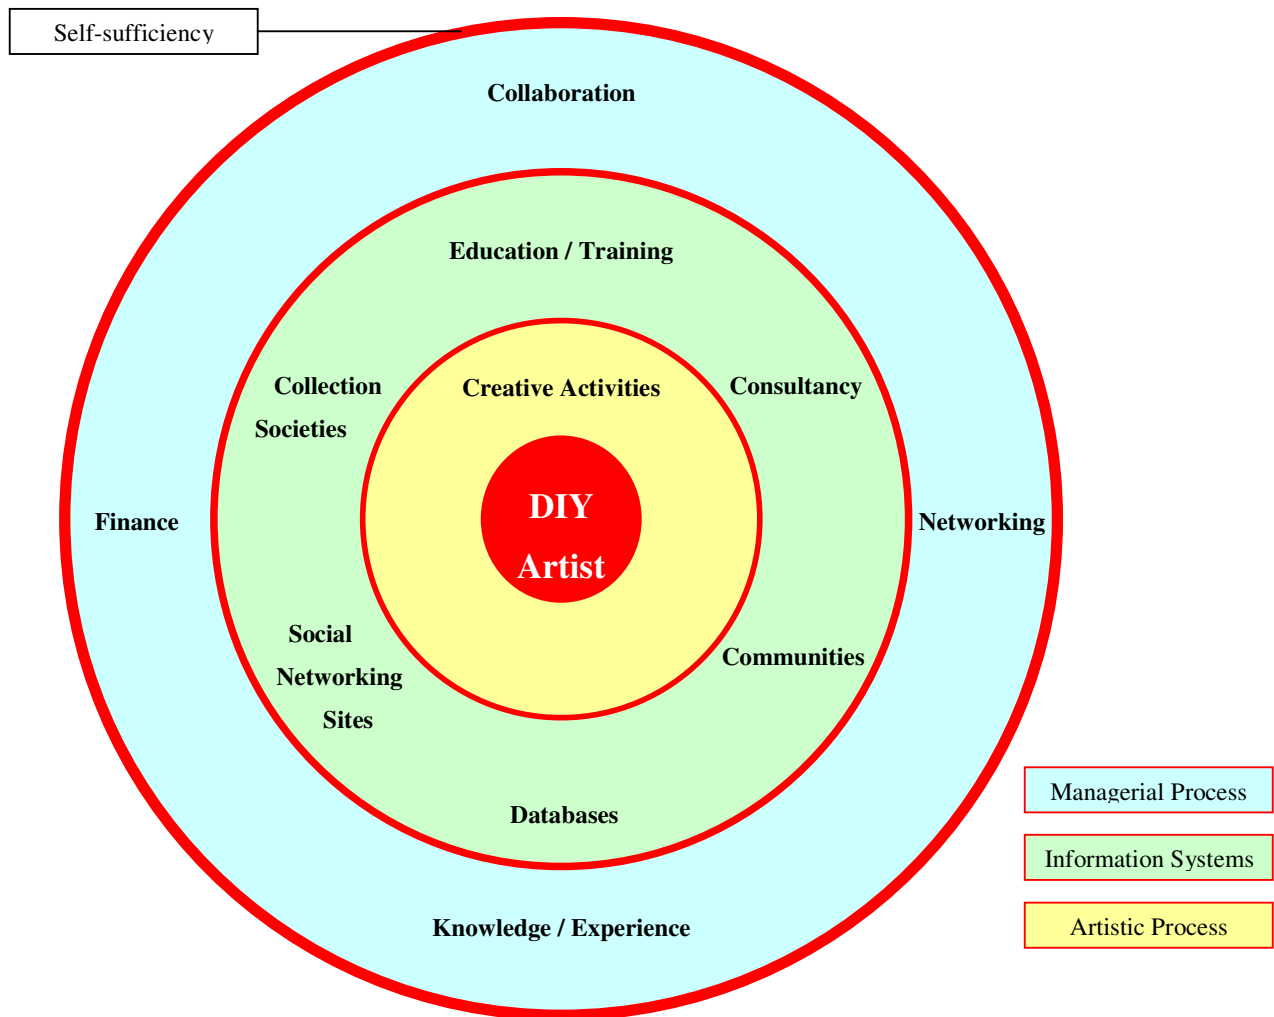 Self-sufficiency
Collaboration
Education / Training
Collection
Societies
Creative Activities
Consultancy
DIY
Artist
Finance
Networking
Social
Networking
Sites
Communities
Databases
Knowledge / Experience
Managerial Process
Information Systems
Artistic Process